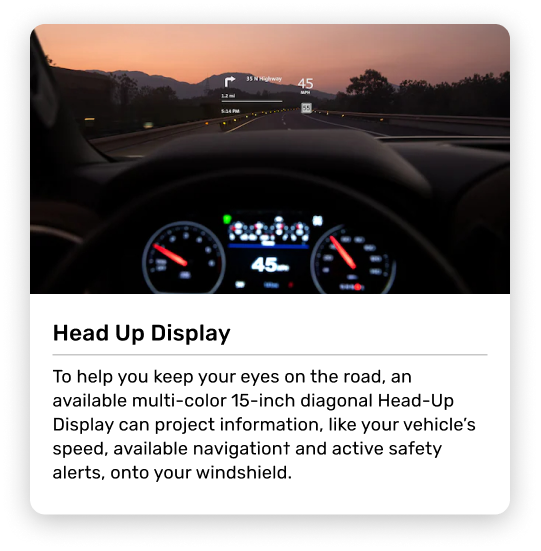 35 N Highway
45
MPH
1.2 mi
55
5:14 PM
45
Head Up Display
To help you keep your eyes on the road, an
available multi-color 15-inch diagonal Head-Up
Display can project information, like your vehicle's
speed, available navigation† and active safety
alerts, onto your windshield.